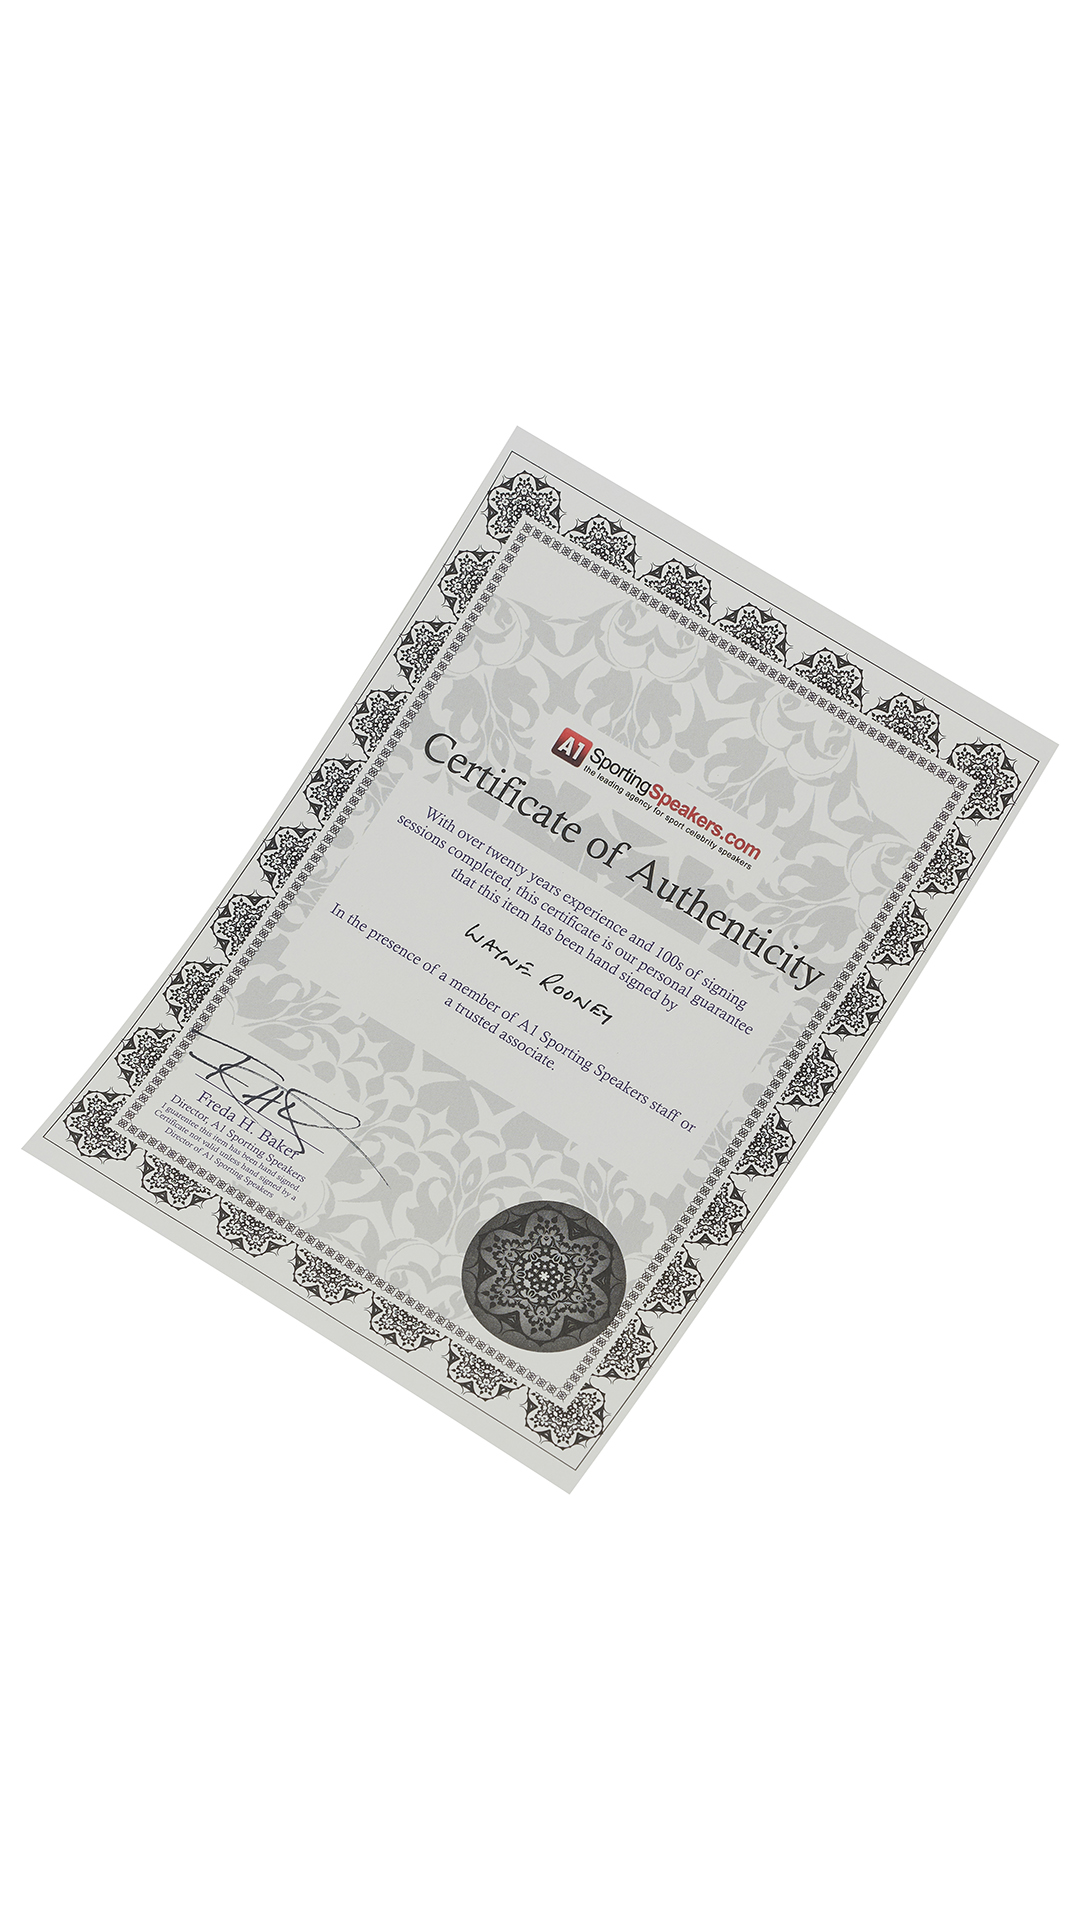 A1 SportingSpeakers.com
the leading agency for sport celebrity speakers
Certificate of Authenticity
With over twenty years experience and 100s of signing
sessions completed, this certificate is our personal guarantee
that this item has been hand signed by
WAYNE ROONEY
In the presence of a member of A1 Sporting Speakers staff or
a trusted associate.
Freda H. Baker
Director, A1 Sporting Speakers
I guarentee this item has been hand signed.
Certificate not valid unless hand signed by a
Director of A1 Sporting Speakers